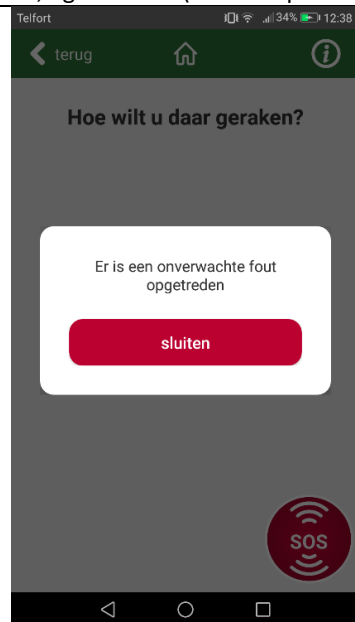 Telfort 34% 12:38
terug
Hoe wilt u daar geraken?
Er is een onverwachte fout
opgetreden
sluiten
SOS